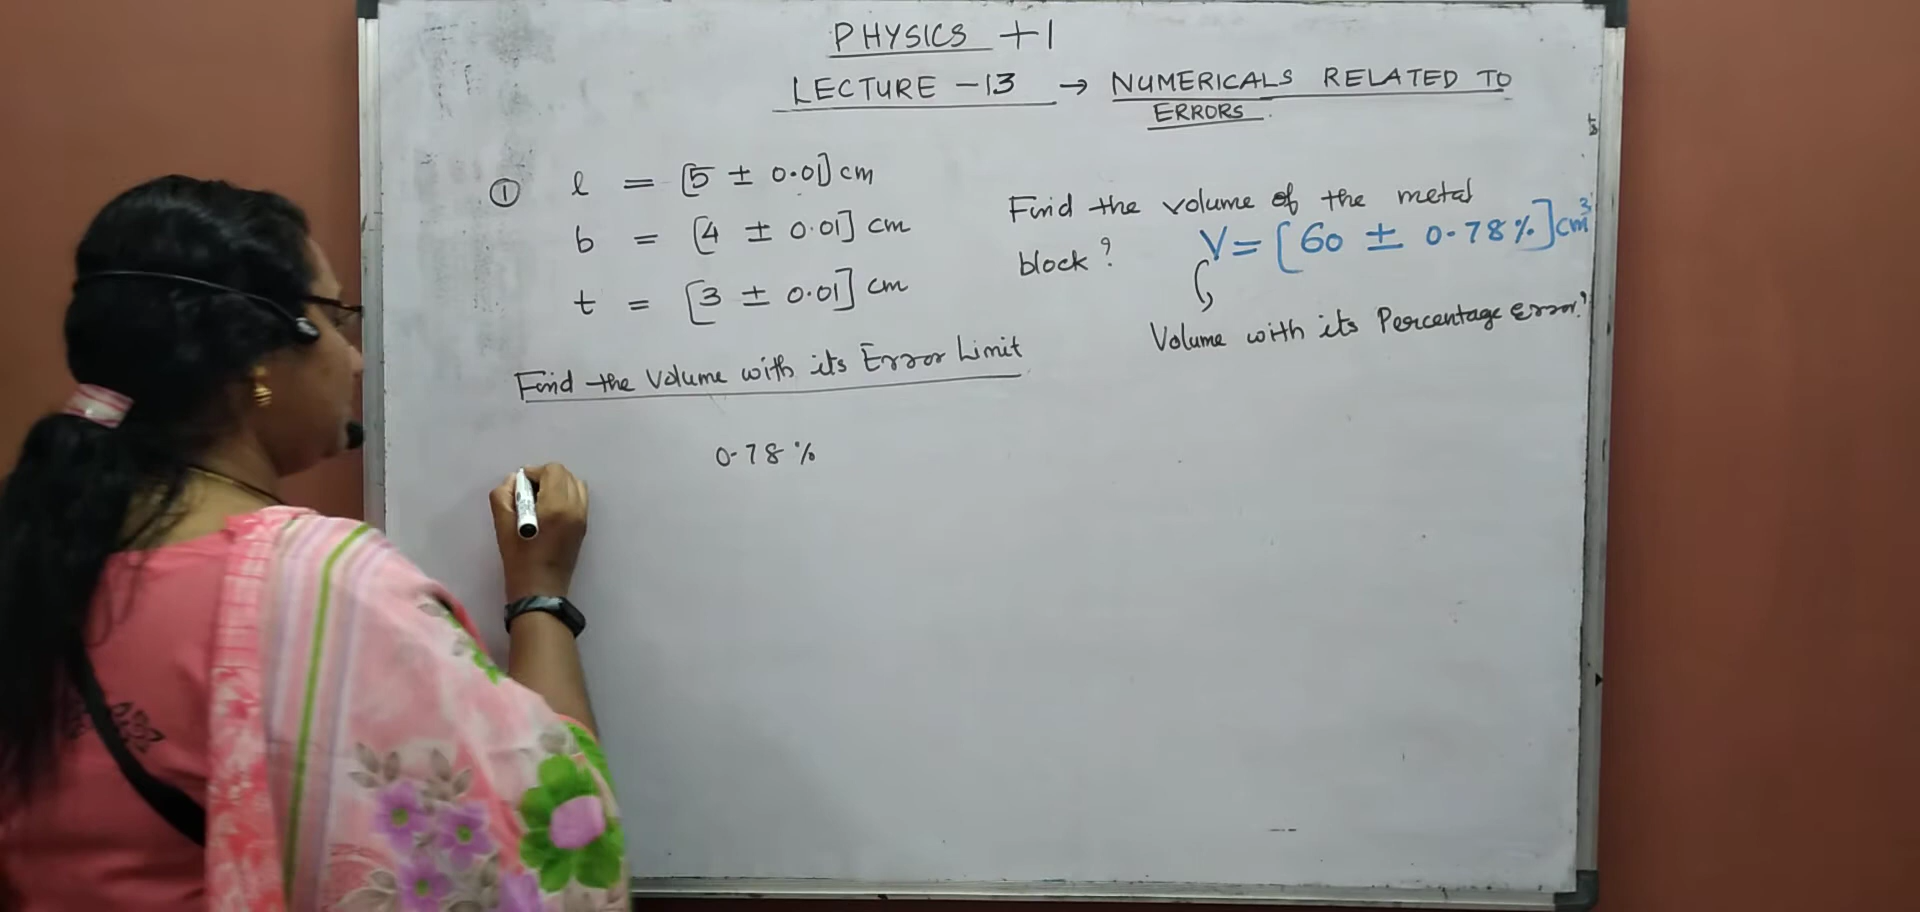 PHYSICS +1
LECTURE - 13 → NUMERICALS RELATED TO
ERRORS.
① l = [5 ± 0.01] cm
b = [4 ± 0.01] cm
t = [3 ± 0.01] cm
Find the volume of the metal
block? V = [60 ± 0.78%] cm³
Volume with its Percentage Error?
Find the Volume with its Error Limit
0.78 %